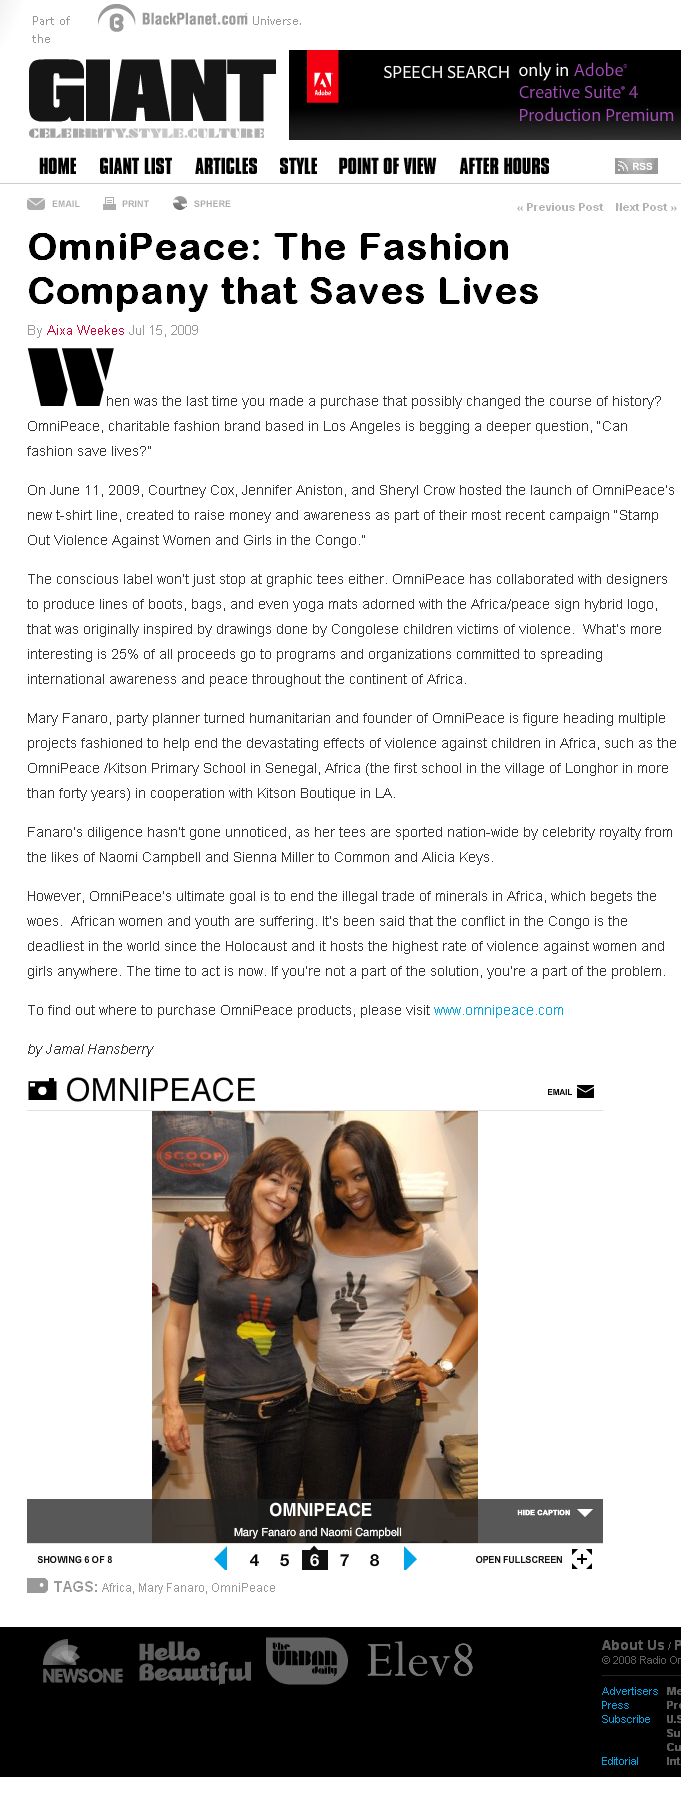 Part of
the
BlackPlanet.com Universe.
GIANT
CELEBRITY.STYLE.CULTURE
Adobe
SPEECH SEARCH only in Adobe®
Creative Suite® 4
Production Premium
HOME GIANT LIST ARTICLES STYLE POINT OF VIEW AFTER HOURS RSS
EMAIL PRINT SPHERE
« Previous Post Next Post »
OmniPeace: The Fashion
Company that Saves Lives
By Aixa Weekes Jul 15, 2009
When was the last time you made a purchase that possibly changed the course of history?
OmniPeace, charitable fashion brand based in Los Angeles is begging a deeper question, "Can
fashion save lives?"
On June 11, 2009, Courtney Cox, Jennifer Aniston, and Sheryl Crow hosted the launch of OmniPeace's
new t-shirt line, created to raise money and awareness as part of their most recent campaign "Stamp
Out Violence Against Women and Girls in the Congo."
The conscious label won't just stop at graphic tees either. OmniPeace has collaborated with designers
to produce lines of boots, bags, and even yoga mats adorned with the Africa/peace sign hybrid logo,
that was originally inspired by drawings done by Congolese children victims of violence. What's more
interesting is 25% of all proceeds go to programs and organizations committed to spreading
international awareness and peace throughout the continent of Africa.
Mary Fanaro, party planner turned humanitarian and founder of OmniPeace is figure heading multiple
projects fashioned to help end the devastating effects of violence against children in Africa, such as the
OmniPeace /Kitson Primary School in Senegal, Africa (the first school in the village of Longhor in more
than forty years) in cooperation with Kitson Boutique in LA.
Fanaro's diligence hasn't gone unnoticed, as her tees are sported nation-wide by celebrity royalty from
the likes of Naomi Campbell and Sienna Miller to Common and Alicia Keys.
However, OmniPeace's ultimate goal is to end the illegal trade of minerals in Africa, which begets the
woes. African women and youth are suffering. It's been said that the conflict in the Congo is the
deadliest in the world since the Holocaust and it hosts the highest rate of violence against women and
girls anywhere. The time to act is now. If you're not a part of the solution, you're a part of the problem.
To find out where to purchase OmniPeace products, please visit www.omnipeace.com
by Jamal Hansberry
OMNIPEACE
EMAIL
SCOOP
OMNIPEACE
HIDE CAPTION
Mary Fanaro and Naomi Campbell
SHOWING 6 OF 8 4 5 6 7 8 OPEN FULLSCREEN
TAGS: Africa, Mary Fanaro, OmniPeace
NEWSONE
Hello Beautiful
the URBAN daily
Elev8
About Us / P
© 2008 Radio On
Advertisers Me
Press Pre
Subscribe U.S
Su
Cu
Editorial Int